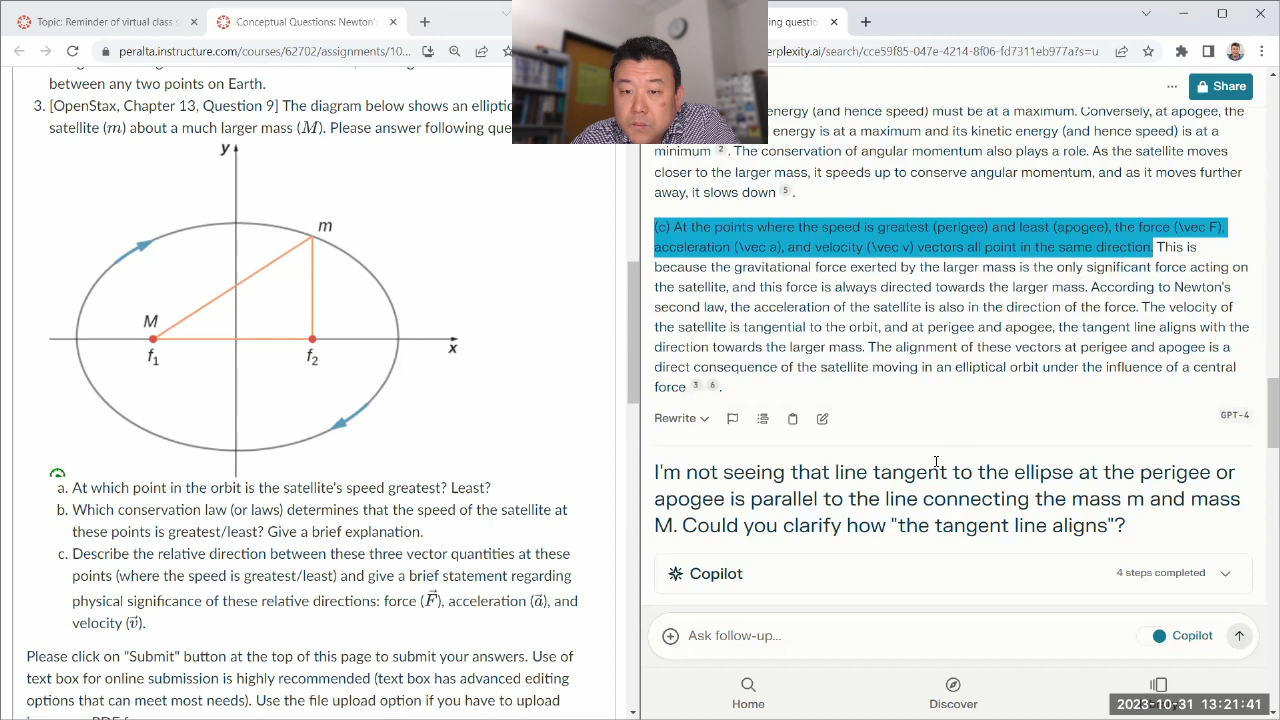 Topic: Reminder of virtual class s
Conceptual Questions: Newton's
uing question:
peralta.instructure.com/courses/62702/assignments/10...
erplexity.ai/search/cce59f85-047e-4214-8f06-fd7311eb977a?s=u...
between any two points on Earth.
3. [OpenStax, Chapter 13, Question 9] The diagram below shows an elliptic
satellite (m) about a much larger mass (M). Please answer following que
y
m
M
x
f1
f2
a. At which point in the orbit is the satellite's speed greatest? Least?
b. Which conservation law (or laws) determines that the speed of the satellite at
these points is greatest/least? Give a brief explanation.
c. Describe the relative direction between these three vector quantities at these
points (where the speed is greatest/least) and give a brief statement regarding
physical significance of these relative directions: force (F⃗), acceleration (a⃗), and
velocity (v⃗).
Please click on "Submit" button at the top of this page to submit your answers. Use of
text box for online submission is highly recommended (text box has advanced editing
options that can meet most needs). Use the file upload option if you have to upload
Share
energy (and hence speed) must be at a maximum. Conversely, at apogee, the
energy is at a maximum and its kinetic energy (and hence speed) is at a
minimum 2 . The conservation of angular momentum also plays a role. As the satellite moves
closer to the larger mass, it speeds up to conserve angular momentum, and as it moves further
away, it slows down 5 .
(c) At the points where the speed is greatest (perigee) and least (apogee), the force (\vec F),
acceleration (\vec a), and velocity (\vec v) vectors all point in the same direction. This is
because the gravitational force exerted by the larger mass is the only significant force acting on
the satellite, and this force is always directed towards the larger mass. According to Newton's
second law, the acceleration of the satellite is also in the direction of the force. The velocity of
the satellite is tangential to the orbit, and at perigee and apogee, the tangent line aligns with the
direction towards the larger mass. The alignment of these vectors at perigee and apogee is a
direct consequence of the satellite moving in an elliptical orbit under the influence of a central
force 3 6 .
Rewrite
GPT-4
I'm not seeing that line tangent to the ellipse at the perigee or
apogee is parallel to the line connecting the mass m and mass
M. Could you clarify how "the tangent line aligns"?
Copilot
4 steps completed
Ask follow-up...
Copilot
Home
Discover
2023-10-31 13:21:41